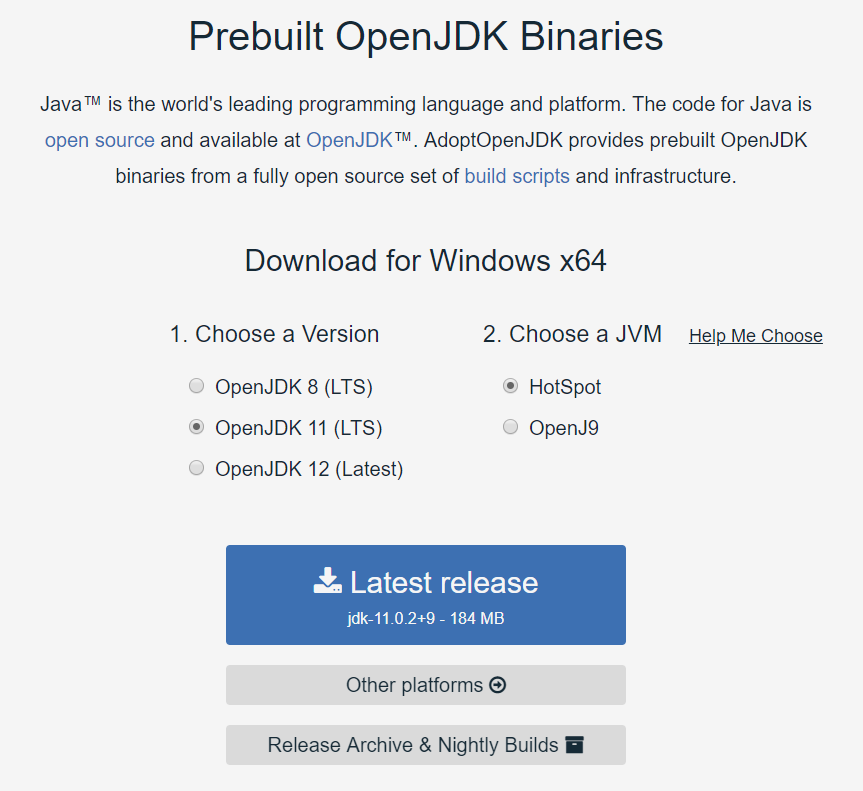 Prebuilt OpenJDK Binaries
Java™ is the world's leading programming language and platform. The code for Java is
open source and available at OpenJDK™. AdoptOpenJDK provides prebuilt OpenJDK
binaries from a fully open source set of build scripts and infrastructure.
Download for Windows x64
1. Choose a Version
OpenJDK 8 (LTS)
OpenJDK 11 (LTS)
OpenJDK 12 (Latest)
2. Choose a JVM
Help Me Choose
HotSpot
OpenJ9
Latest release
jdk-11.0.2+9 - 184 MB
Other platforms
Release Archive & Nightly Builds